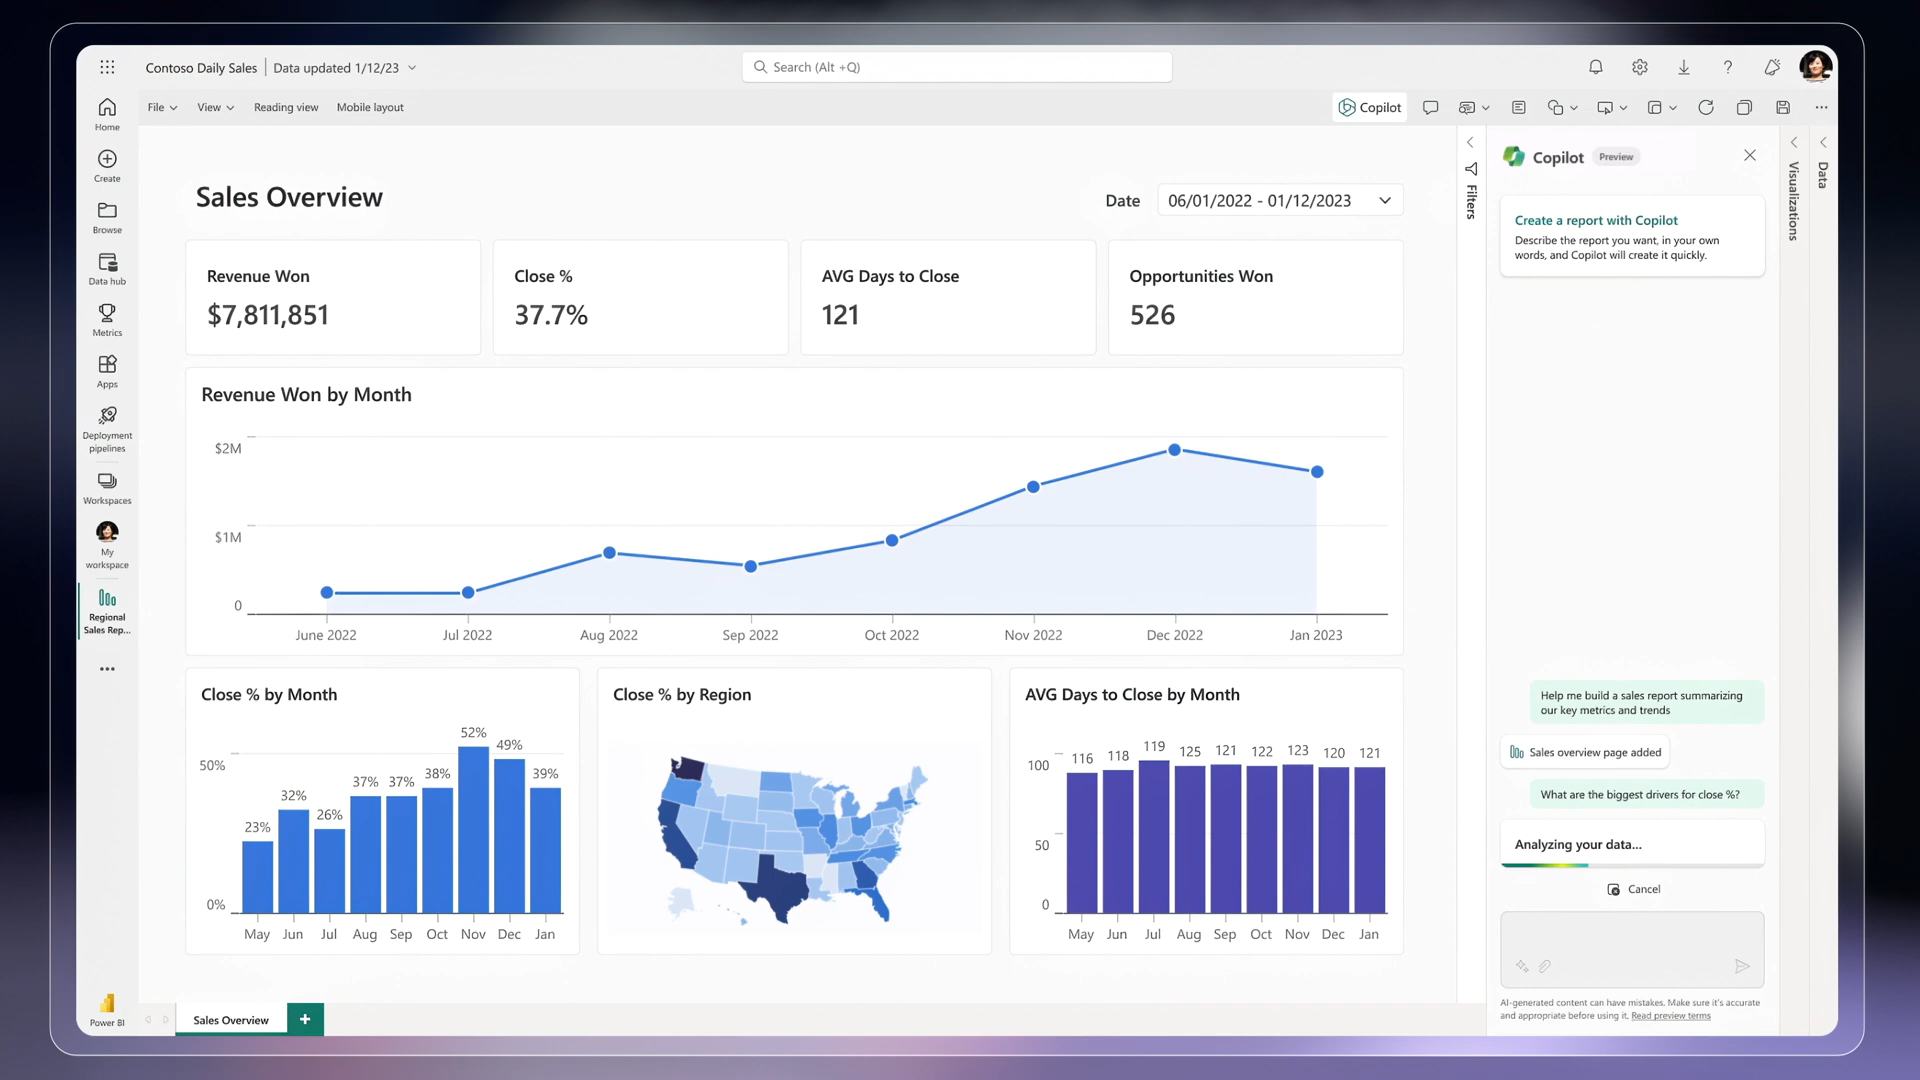 Contoso Daily Sales | Data updated 1/12/23
Search (Alt +Q)
File View Reading view Mobile layout
Copilot
Home
Create
Browse
Data hub
Metrics
Apps
Deployment
pipelines
Workspaces
My
workspace
Regional
Sales Rep...
Power BI
Sales Overview
Date 06/01/2022 - 01/12/2023
Revenue Won
$7,811,851
Close %
37.7%
AVG Days to Close
121
Opportunities Won
526
Revenue Won by Month
$2M
$1M
0
June 2022 Jul 2022 Aug 2022 Sep 2022 Oct 2022 Nov 2022 Dec 2022 Jan 2023
Close % by Month
50%
0%
23% 32% 26% 37% 37% 38% 52% 49% 39%
May Jun Jul Aug Sep Oct Nov Dec Jan
Close % by Region
AVG Days to Close by Month
100
50
0
116 118 119 125 121 122 123 120 121
May Jun Jul Aug Sep Oct Nov Dec Jan
Sales Overview
Filters
Copilot Preview
Create a report with Copilot
Describe the report you want, in your own
words, and Copilot will create it quickly.
Help me build a sales report summarizing
our key metrics and trends
Sales overview page added
What are the biggest drivers for close %?
Analyzing your data...
Cancel
AI-generated content can have mistakes. Make sure it's accurate
and appropriate before using it. Read preview terms
Visualizations
Data